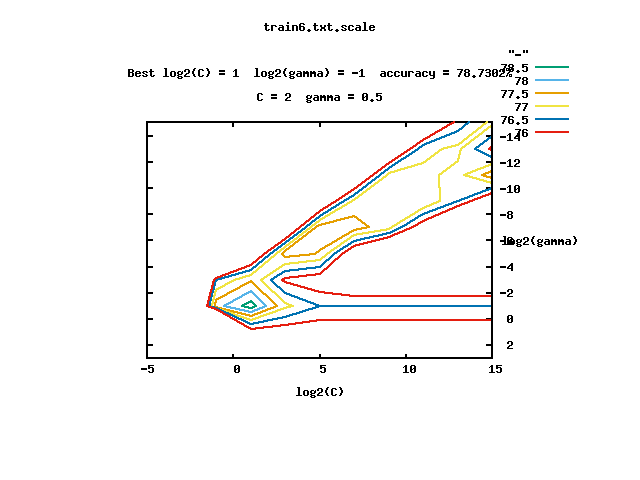 train6.txt.scale
"-"
Best log2(C) = 1  log2(gamma) = -1  accuracy = 78.7302%
78.5
78
77.5
77
76.5
76
C = 2  gamma = 0.5
-14
-12
-10
-8
-6
log2(gamma)
-4
-2
0
2
-5 0 5 10 15
log2(C)